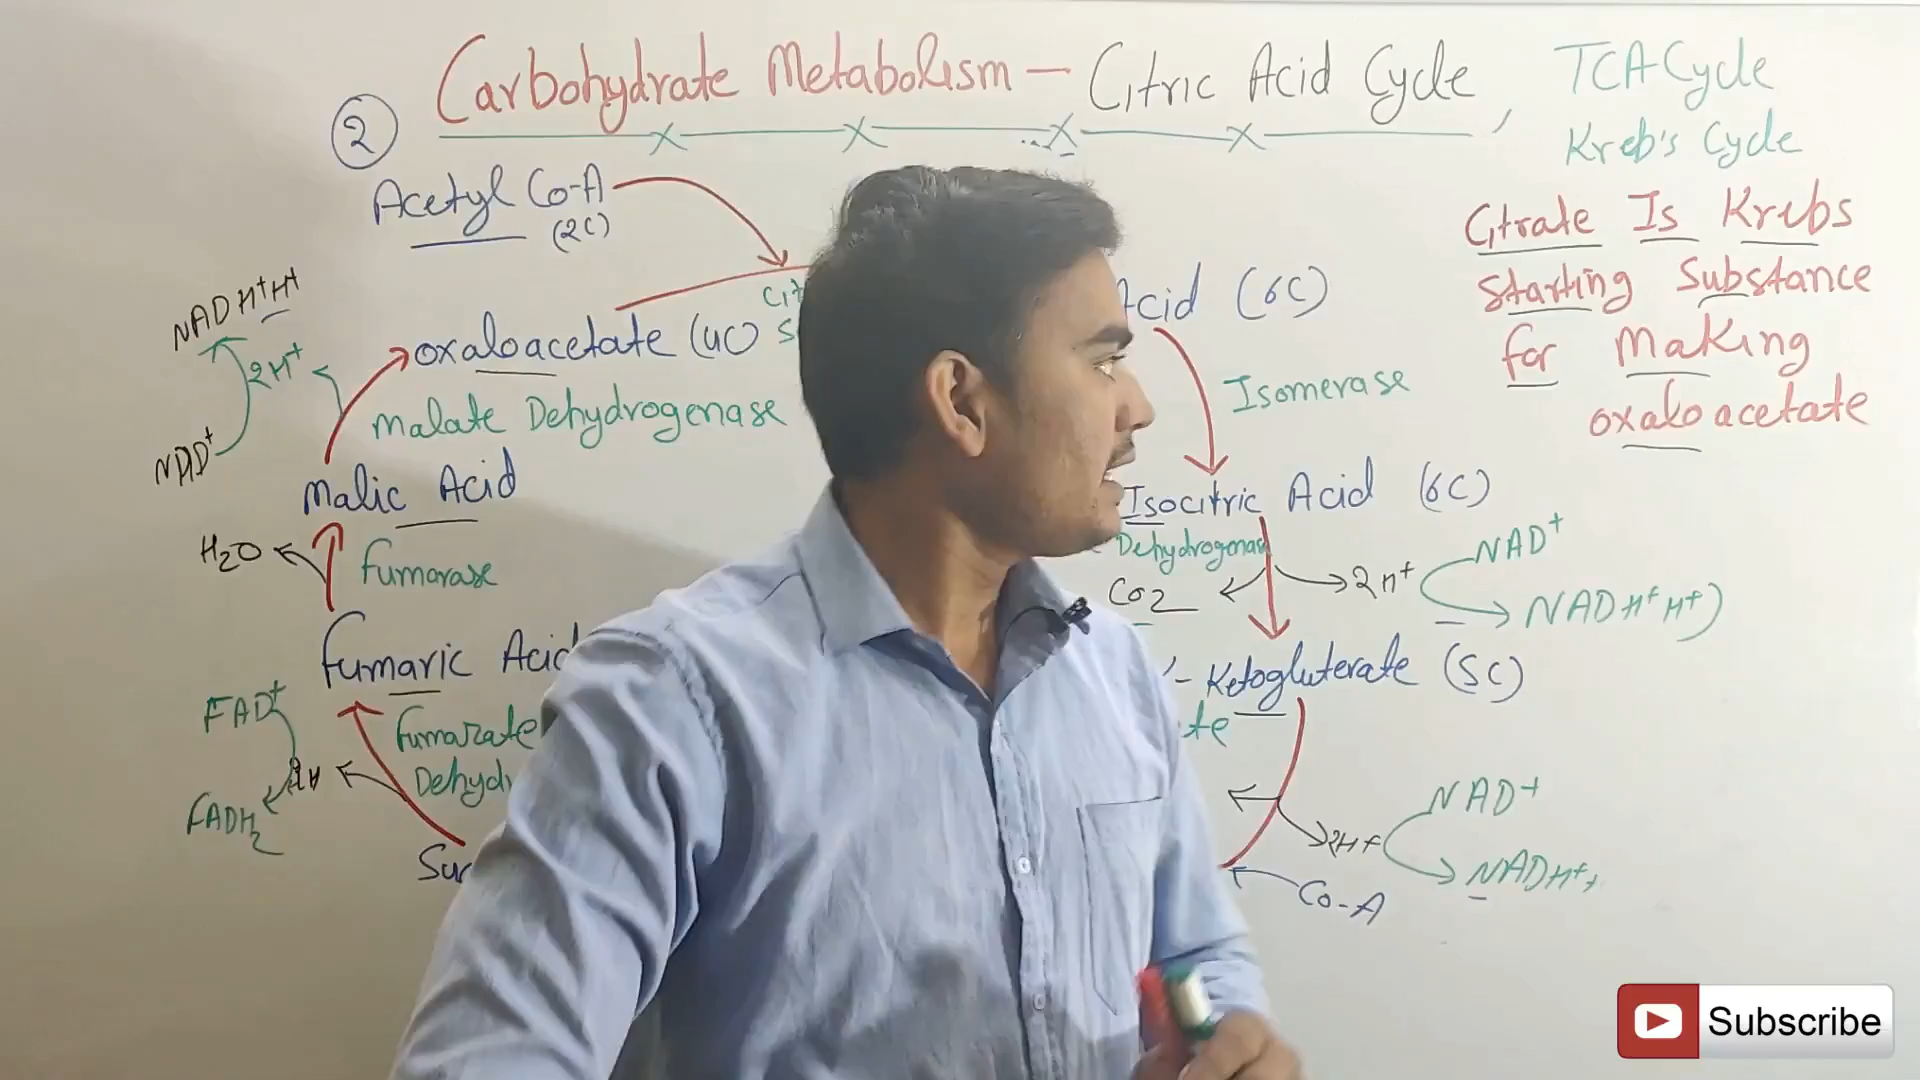 Carbohydrate Metabolism — Citric Acid Cycle, TCA Cycle
Kreb's Cycle
2
Acetyl Co-A
(2C)
Citrate Is Krebs
Starting Substance
for Making
oxaloacetate
NADH+H+
2H+
NAD+
oxaloacetate (4C)
Malate Dehydrogenase
Acid (6C)
Isomerase
Malic Acid
H2O
fumarase
Isocitric Acid (6C)
Dehydrogenase
CO2
2H+
NAD+
NADH+H+)
fumaric Acid
FAD+
2H
FADH2
fumarate
- Ketogluterate (5C)
NAD+
2H+
NADH++
Co-A
Subscribe